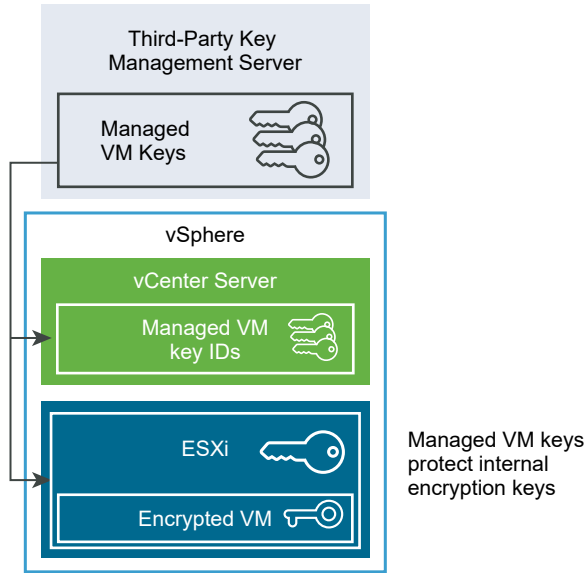 Third-Party Key
Management Server
Managed
VM Keys
vSphere
vCenter Server
Managed VM
key IDs
ESXi
Encrypted VM
Managed VM keys
protect internal
encryption keys